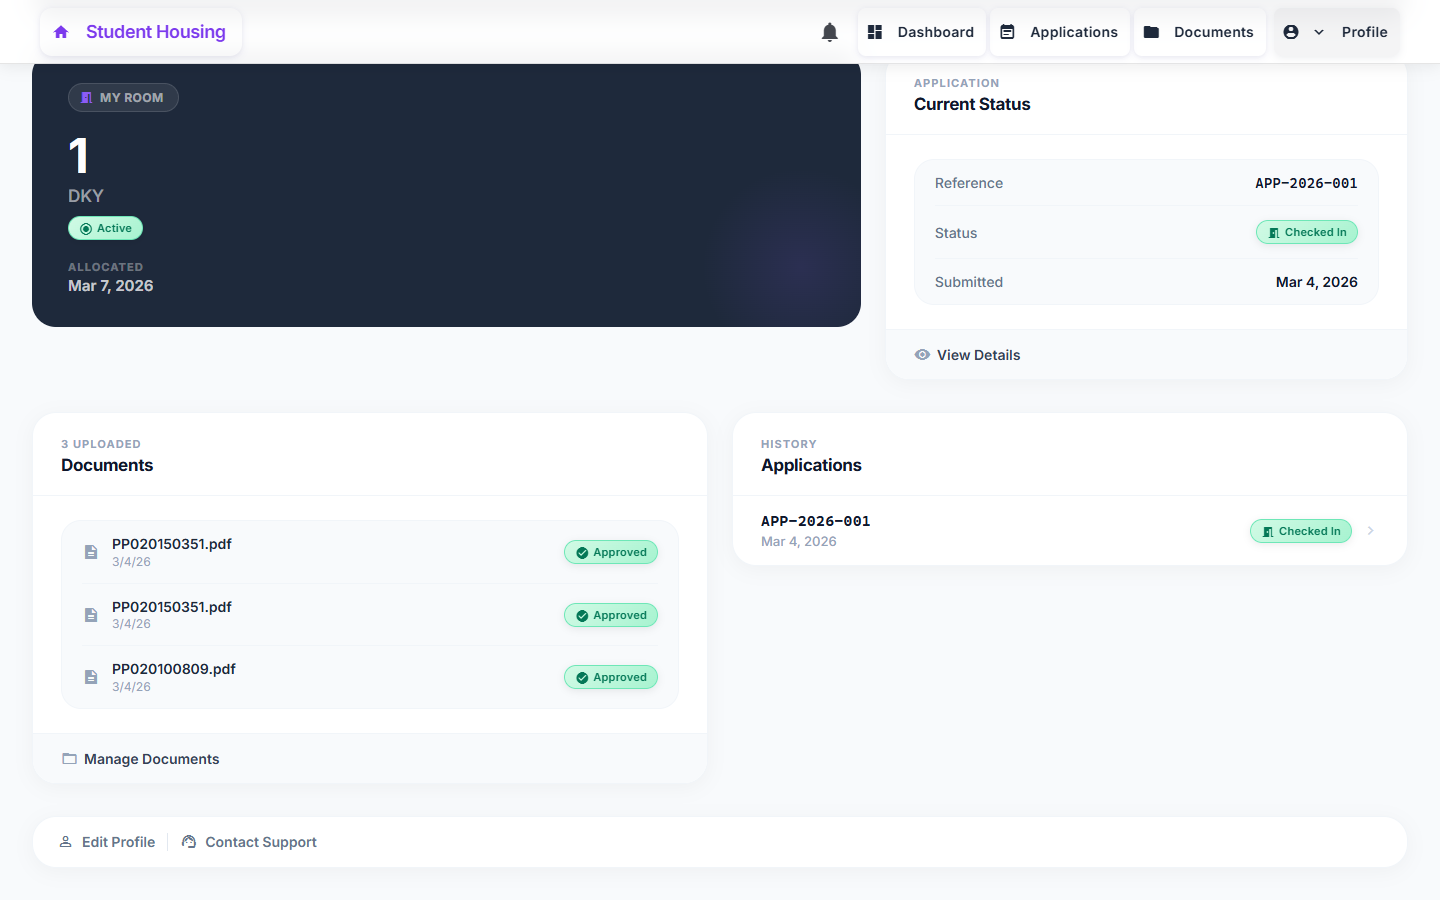 Student Housing
Dashboard
Applications
Documents
Profile
MY ROOM
1
DKY
Active
ALLOCATED
Mar 7, 2026
APPLICATION
Current Status
Reference APP-2026-001
Status Checked In
Submitted Mar 4, 2026
View Details
3 UPLOADED
Documents
PP020150351.pdf
3/4/26
Approved
PP020150351.pdf
3/4/26
Approved
PP020100809.pdf
3/4/26
Approved
Manage Documents
HISTORY
Applications
APP-2026-001
Mar 4, 2026
Checked In
Edit Profile
Contact Support